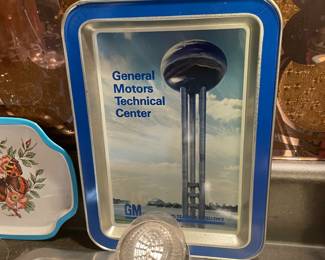 General
Motors
Technical
Center
GM